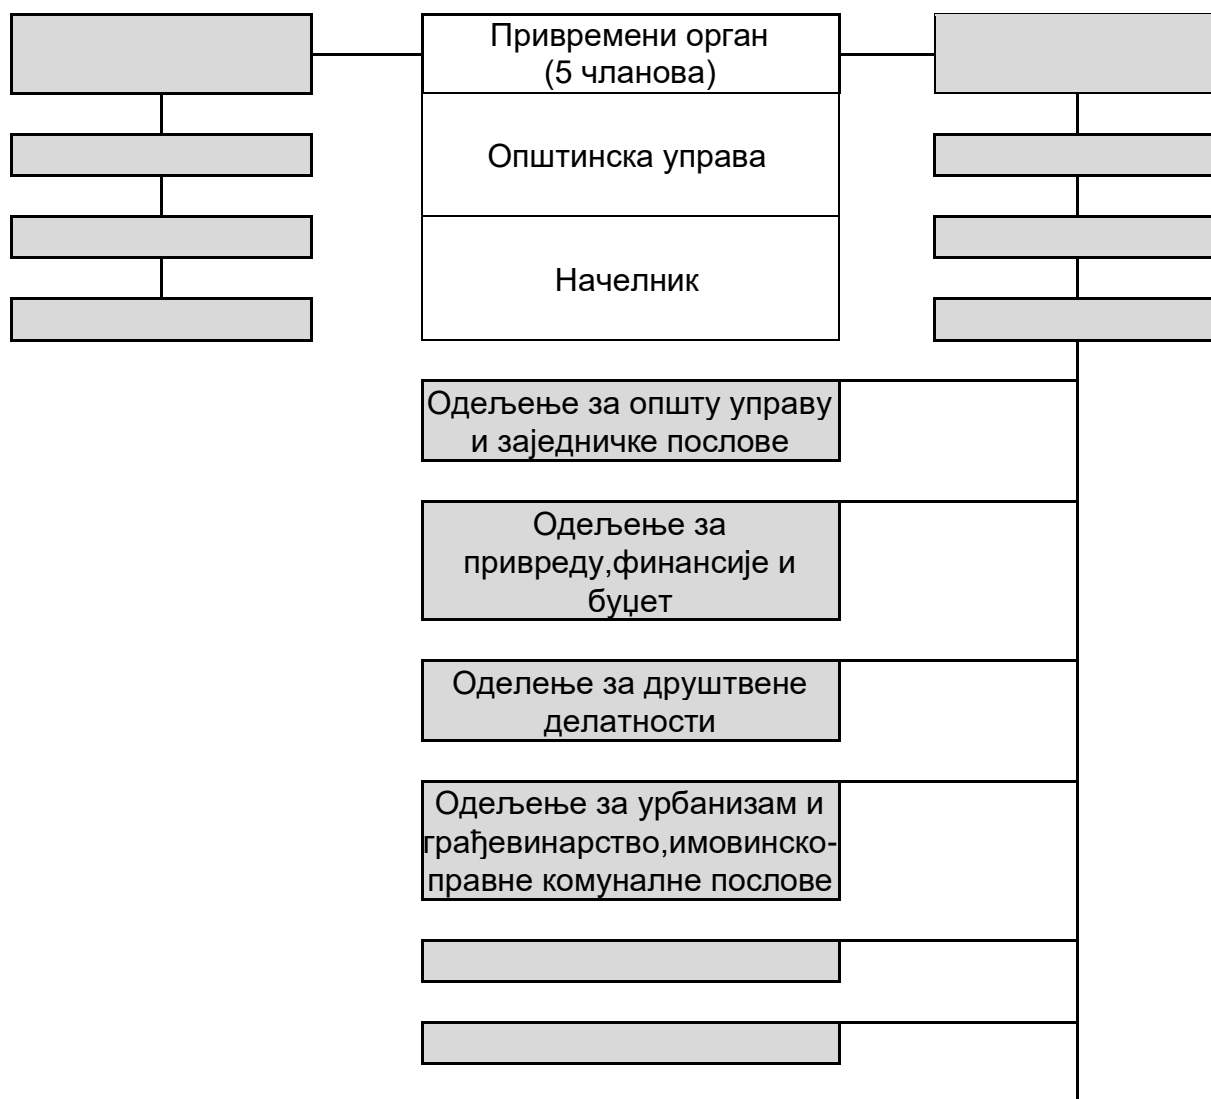 Привремени орган
(5 чланова)
Општинска управа
Начелник
Одељење за општу управу
и заједничке послове
Одељење за
привреду,финансије и
буџет
Оделење за друштвене
делатности
Одељење за урбанизам и
грађевинарство,имовинско-
правне комуналне послове